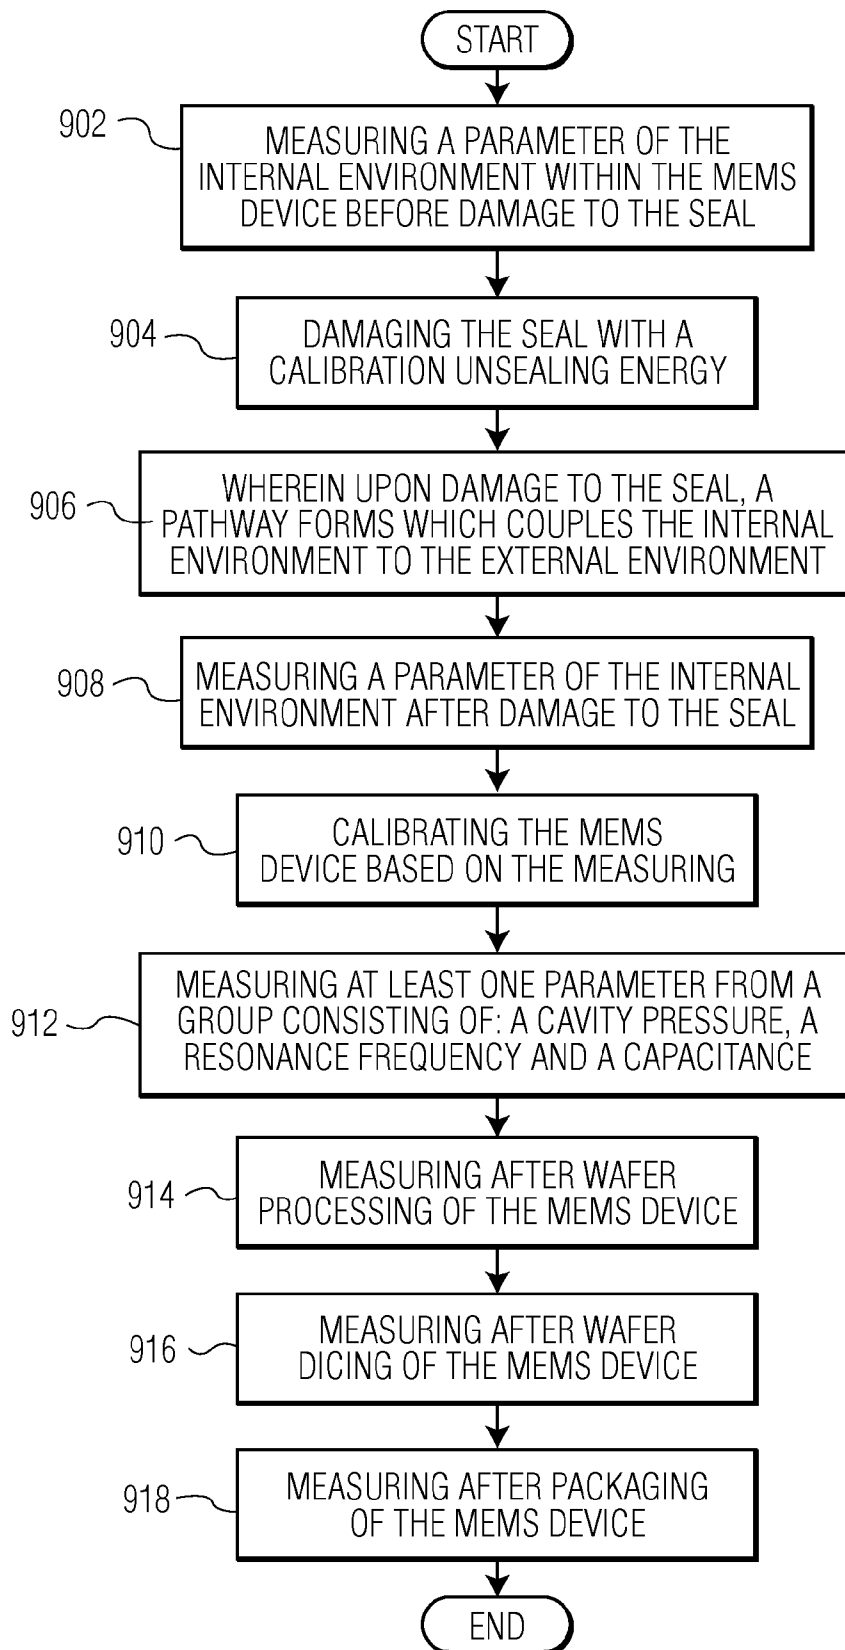 START
902
MEASURING A PARAMETER OF THE
INTERNAL ENVIRONMENT WITHIN THE MEMS
DEVICE BEFORE DAMAGE TO THE SEAL
904
DAMAGING THE SEAL WITH A
CALIBRATION UNSEALING ENERGY
906
WHEREIN UPON DAMAGE TO THE SEAL, A
PATHWAY FORMS WHICH COUPLES THE INTERNAL
ENVIRONMENT TO THE EXTERNAL ENVIRONMENT
908
MEASURING A PARAMETER OF THE INTERNAL
ENVIRONMENT AFTER DAMAGE TO THE SEAL
910
CALIBRATING THE MEMS
DEVICE BASED ON THE MEASURING
912
MEASURING AT LEAST ONE PARAMETER FROM A
GROUP CONSISTING OF: A CAVITY PRESSURE, A
RESONANCE FREQUENCY AND A CAPACITANCE
914
MEASURING AFTER WAFER
PROCESSING OF THE MEMS DEVICE
916
MEASURING AFTER WAFER
DICING OF THE MEMS DEVICE
918
MEASURING AFTER PACKAGING
OF THE MEMS DEVICE
END